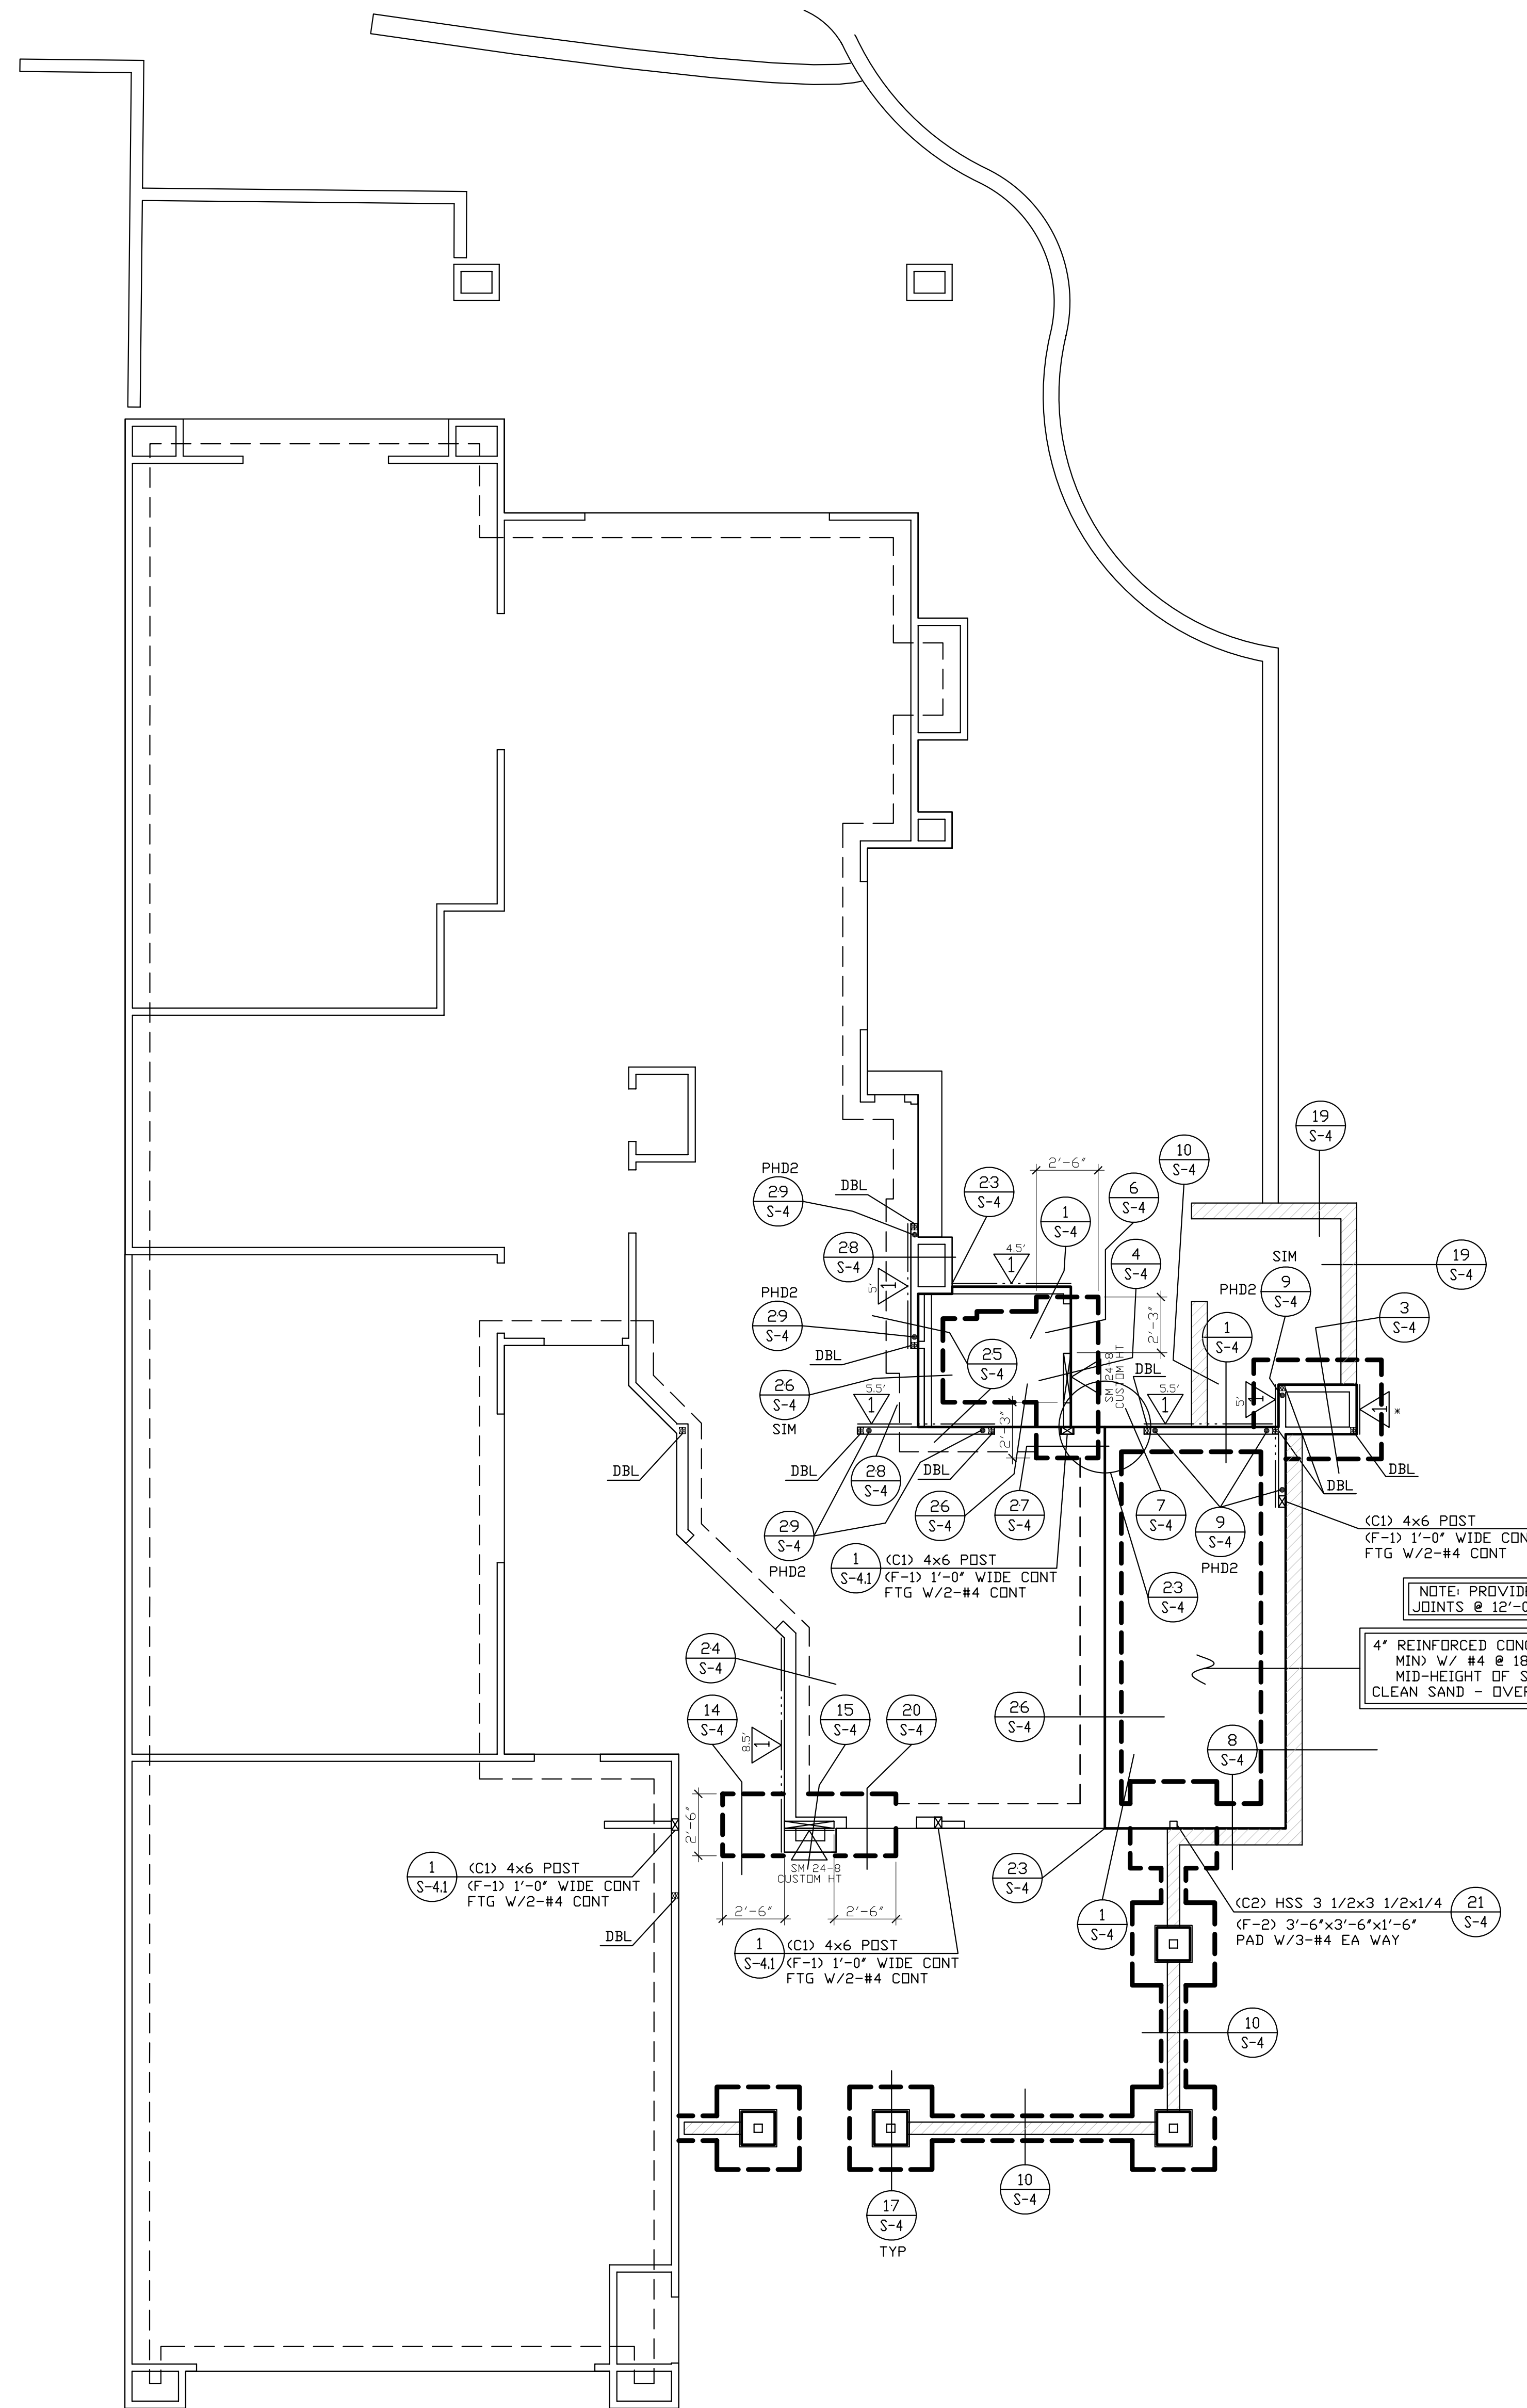 19
S-4
10
S-4
2'-6"
PHD2
29
S-4
DBL
23
S-4
6
S-4
1
S-4
28
S-4
4.5'
1
4
S-4
SIM
19
S-4
PHD2
9
S-4
5'
1
PHD2
29
S-4
2'-3"
3
S-4
1
S-4
DBL
25
S-4
SM 24-8
CUSTOM HT
DBL
26
S-4
SIM
5.5'
1
5.5'
1
5'
1
1
*
2'-3"
DBL
DBL
28
S-4
DBL
DBL
DBL
26
S-4
27
S-4
7
S-4
9
S-4
PHD2
29
S-4
PHD2
(C1) 4x6 POST
(F-1) 1'-0" WIDE CON
FTG W/2-#4 CONT
1
S-4.1
(C1) 4x6 POST
(F-1) 1'-0" WIDE CONT
FTG W/2-#4 CONT
23
S-4
NOTE: PROVIDE
JOINTS @ 12'-0
24
S-4
4" REINFORCED CONC
MIN) W/ #4 @ 18
MID-HEIGHT OF S
CLEAN SAND - OVER
14
S-4
15
S-4
20
S-4
26
S-4
8.5'
1
8
S-4
2'-6"
1
S-4.1
(C1) 4x6 POST
(F-1) 1'-0" WIDE CONT
FTG W/2-#4 CONT
SM 24-8
CUSTOM HT
23
S-4
2'-6"
2'-6"
1
S-4
(C2) HSS 3 1/2x3 1/2x1/4
21
S-4
(F-2) 3'-6"x3'-6"x1'-6"
PAD W/3-#4 EA WAY
DBL
1
S-4.1
(C1) 4x6 POST
(F-1) 1'-0" WIDE CONT
FTG W/2-#4 CONT
10
S-4
10
S-4
17
S-4
TYP